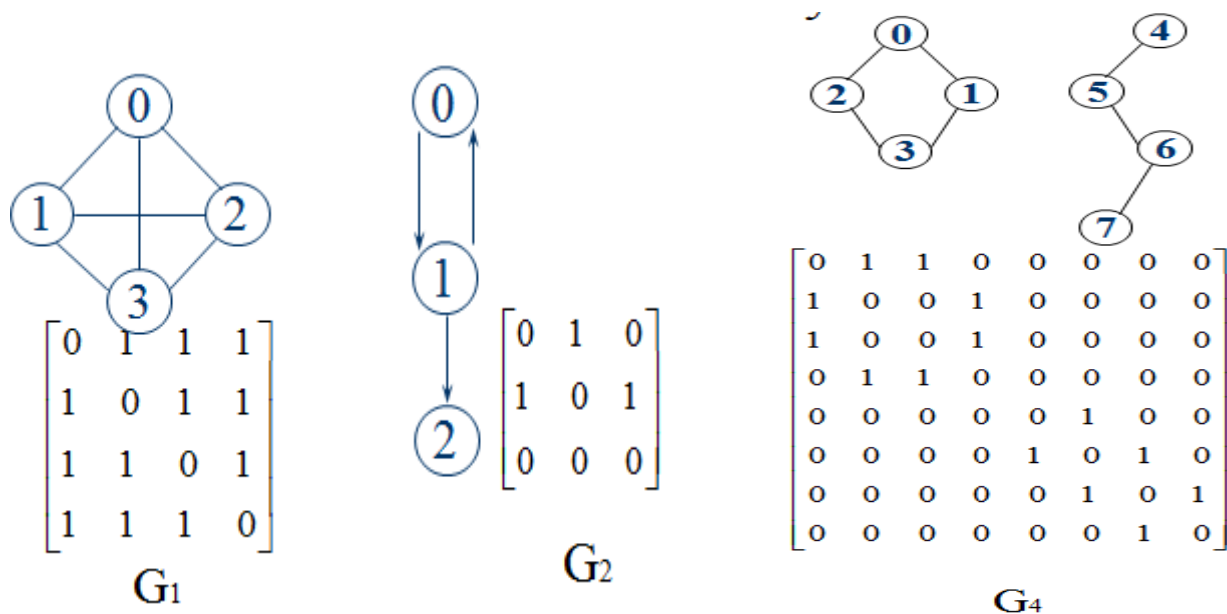 0
1 2
3
0 1 1 1
1 0 1 1
1 1 0 1
1 1 1 0
G1
0
1
2
0 1 0
1 0 1
0 0 0
G2
0
2 1
3
4
5
6
7
0 1 1 0 0 0 0 0
1 0 0 1 0 0 0 0
1 0 0 1 0 0 0 0
0 1 1 0 0 0 0 0
0 0 0 0 0 1 0 0
0 0 0 0 1 0 1 0
0 0 0 0 0 1 0 1
0 0 0 0 0 0 1 0
G4